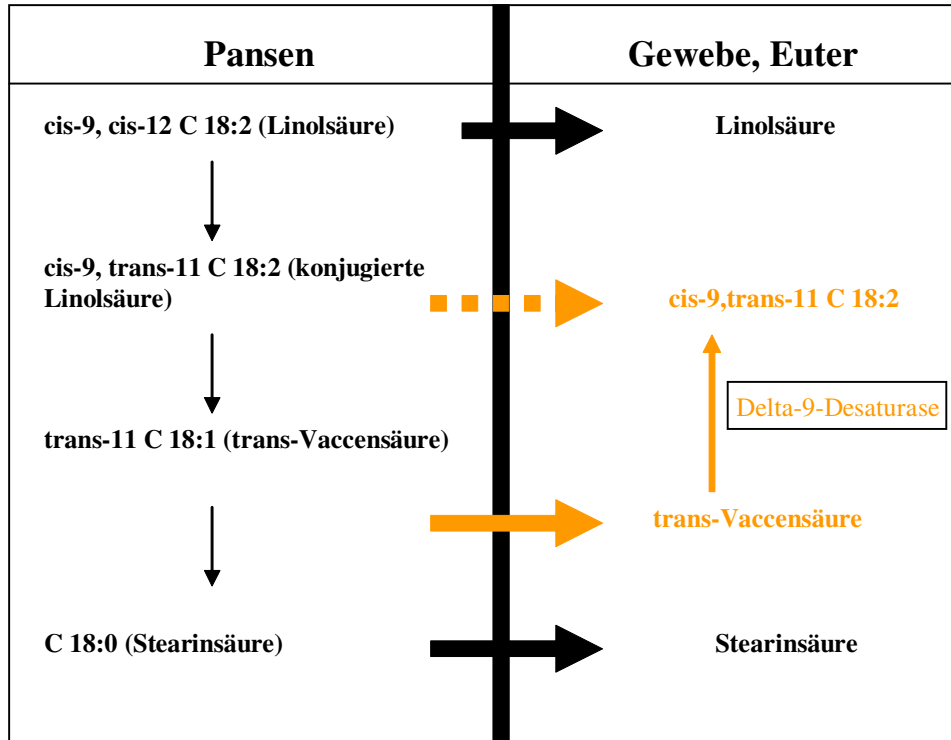 Pansen
Gewebe, Euter
cis-9, cis-12 C 18:2 (Linolsäure)
Linolsäure
cis-9, trans-11 C 18:2 (konjugierte
Linolsäure)
cis-9,trans-11 C 18:2
Delta-9-Desaturase
trans-11 C 18:1 (trans-Vaccensäure)
trans-Vaccensäure
C 18:0 (Stearinsäure)
Stearinsäure